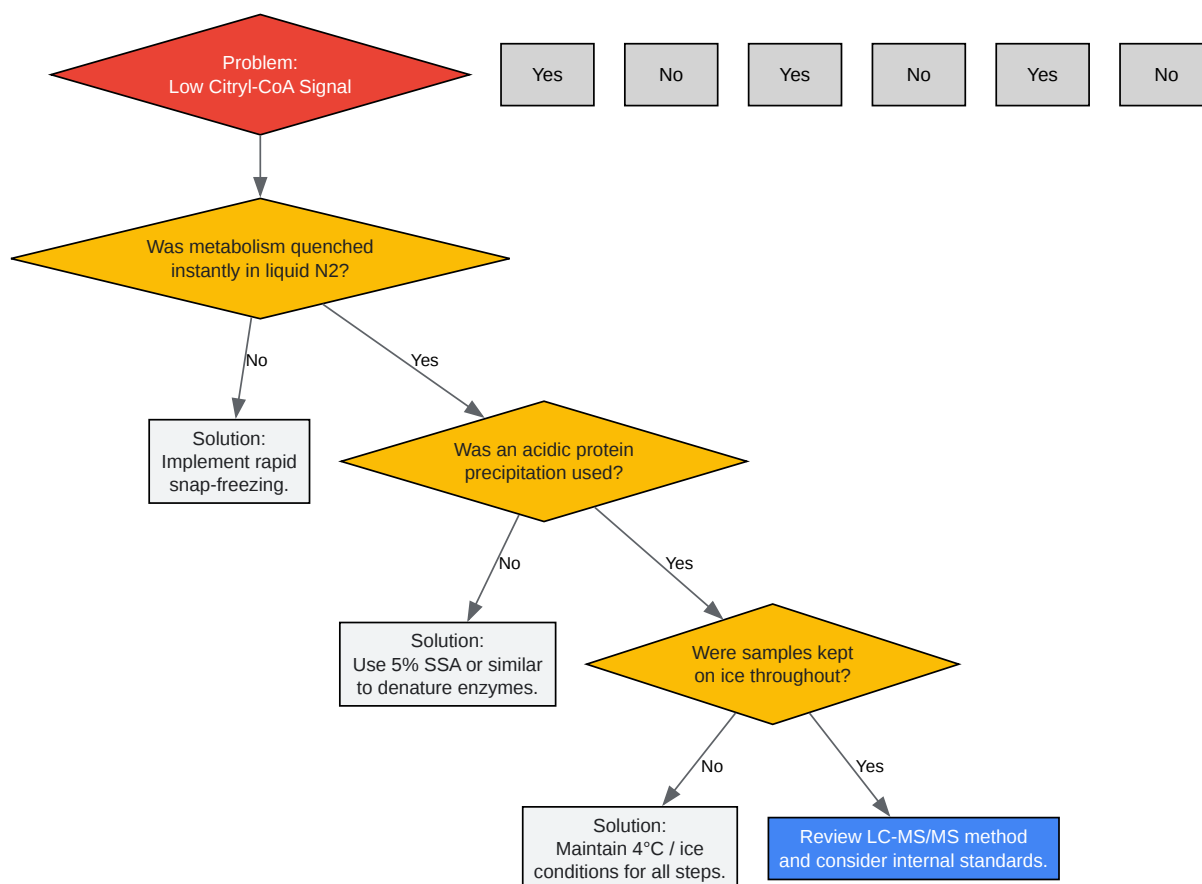 Problem:
Low Citryl-CoA Signal
Yes
No
Yes
No
Yes
No
Was metabolism quenched
instantly in liquid N2?
No
Yes
Solution:
Implement rapid
snap-freezing.
Was an acidic protein
precipitation used?
No
Yes
Solution:
Use 5% SSA or similar
to denature enzymes.
Were samples kept
on ice throughout?
No
Yes
Solution:
Maintain 4°C / ice
conditions for all steps.
Review LC-MS/MS method
and consider internal standards.